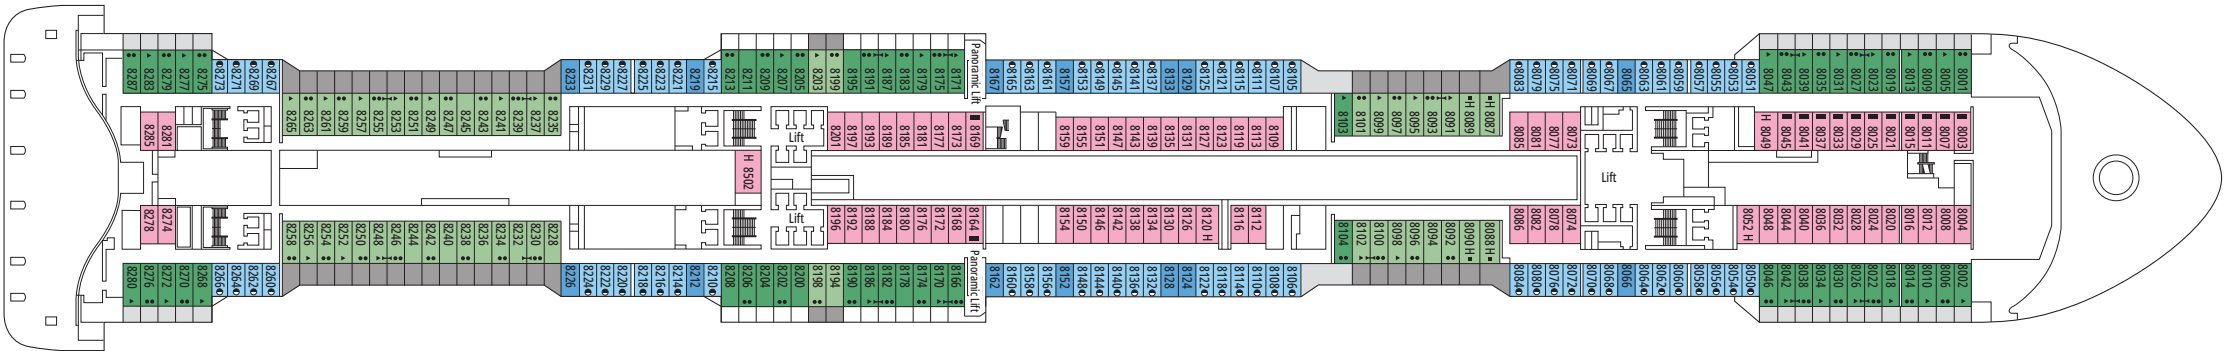 8287 8283 8279 8277 8275 8273 8271 8269 8267
8233 8231 8229 8227 8225 8223 8221 8219 8215
8213 8211 8209 8207 8205 8203 8199 8195 8191 8187 8183 8179 8175 8171
Panoramic Lift
8167 8165 8163 8161 8157 8153 8149 8145 8141 8137 8133 8129 8125 8121 8115 8111 8107 8105
8083 8079 8075 8071 8069 8067 8065 8063 8061 8059 8057 8055 8053 8051
8047 8043 8039 8035 8031 8027 8023 8019 8013 8009 8005 8001
8265 8263 8261 8259 8257 8255 8253 8251 8249 8247 8245 8243 8241 8239 8237 8235
8103 8101 8099 8097 8095 8093 8091 H 8089 H 8087
8285 8281
Lift
8201 8197 8193 8189 8185 8181 8177 8173 8169
8159 8155 8151 8147 8143 8139 8135 8131 8127 8123 8119 8113 8109
8085 8081 8077 8073
H 8049 8045 8041 8037 8033 8029 8025 8021 8015 8011 8007 8003
H 8502
Lift
8278 8274
Lift
8196 8192 8188 8184 8180 8176 8172 8168 8164
8154 8150 8146 8142 8138 8134 8130 8126 8120 H 8116 8112
8086 8082 8078 8074
8052 H 8048 8044 8040 8036 8032 8028 8024 8020 8016 8012 8008 8004
8258 8256 8254 8252 8250 8248 8246 8244 8242 8240 8238 8236 8234 8232 8230 8228
8104 8102 8100 8098 8096 8094 8092 8090 H 8088 H
8280 8276 8272 8270 8268 8266 8264 8262 8260
8226 8224 8222 8220 8218 8216 8214 8212 8210
8208 8206 8204 8202 8200 8198 8194 8190 8186 8182 8178 8174 8170 8166
Panoramic Lift
8162 8160 8158 8156 8152 8148 8144 8140 8136 8132 8128 8124 8122 8118 8114 8110 8108 8106
8084 8080 8076 8072 8070 8068 8066 8064 8062 8060 8058 8056 8054 8050
8046 8042 8038 8034 8030 8026 8022 8018 8014 8010 8006 8002